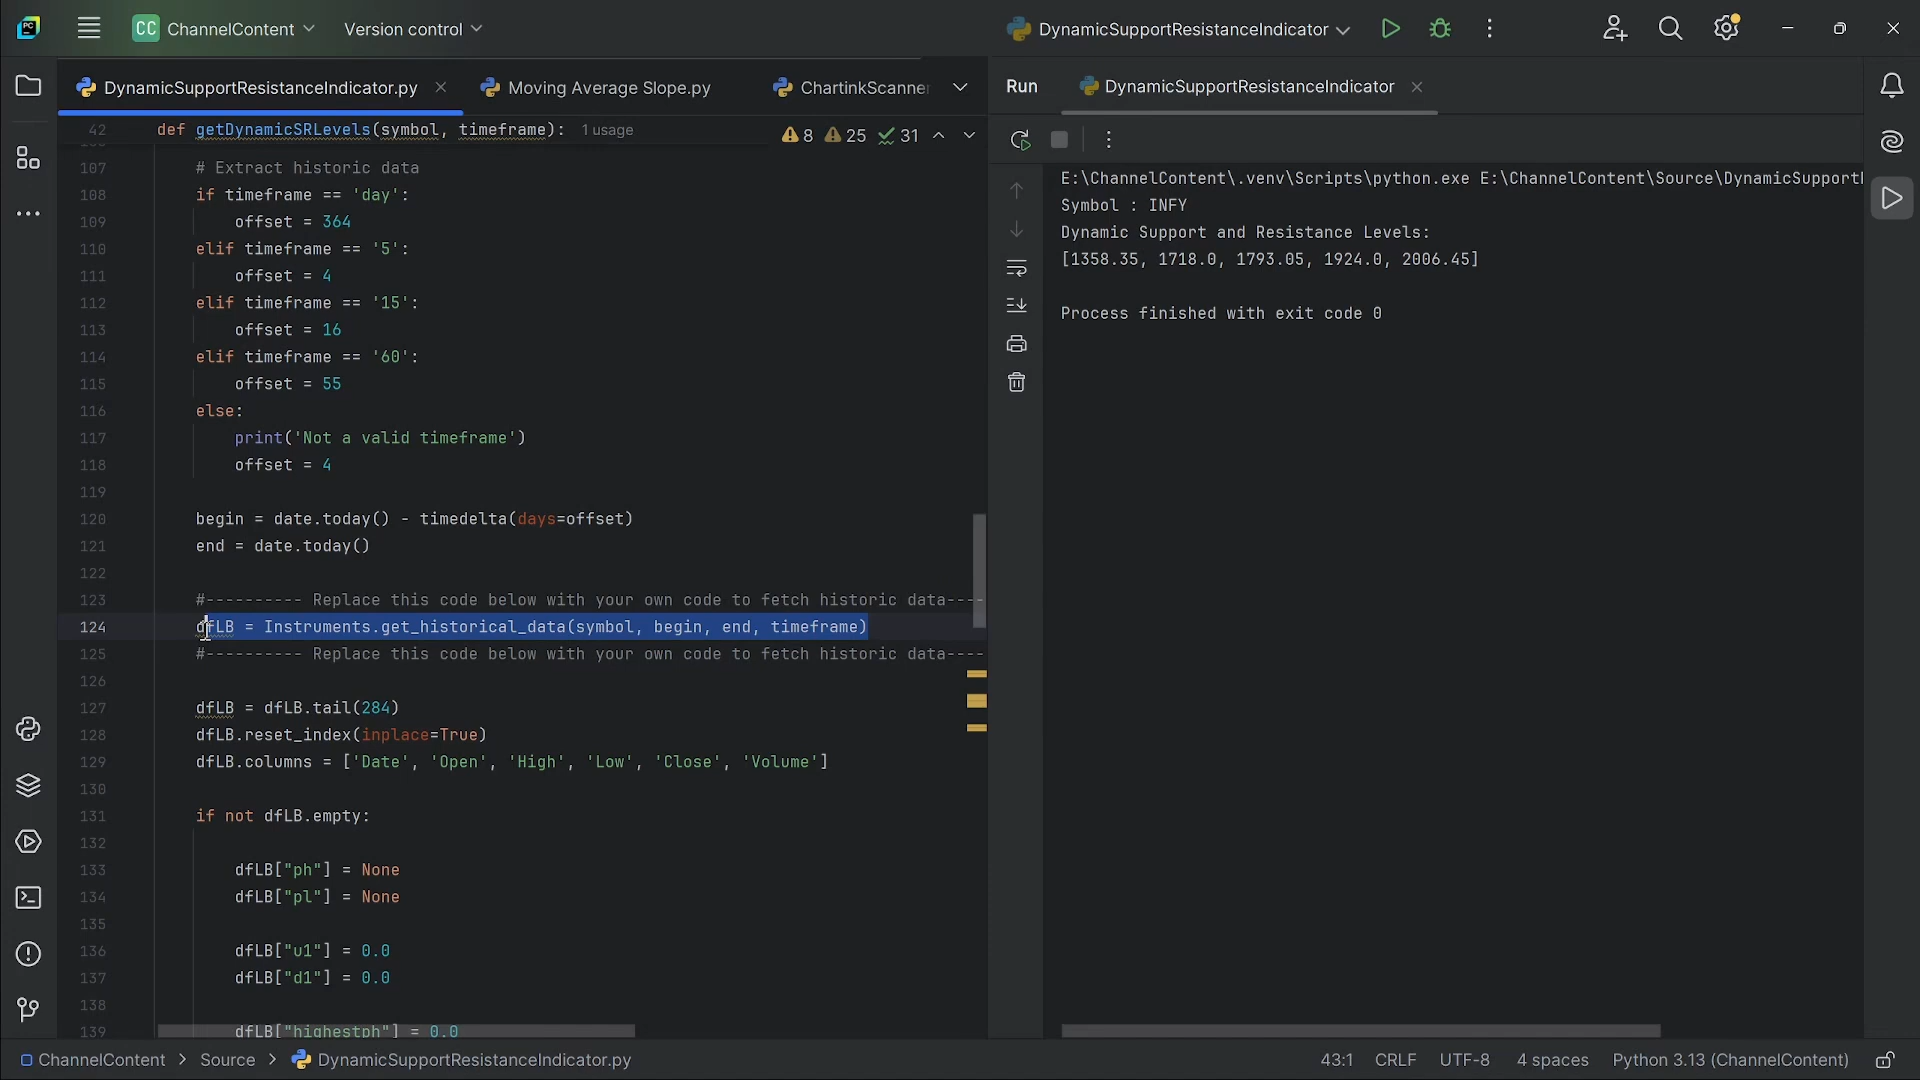 CC ChannelContent Version control DynamicSupportResistanceIndicator
DynamicSupportResistanceIndicator.py Moving Average Slope.py ChartinkScanner
42 def getDynamicSRLevels(symbol, timeframe): 1 usage 8 25 31
107 # Extract historic data
108 if timeframe == 'day':
109 offset = 364
110 elif timeframe == '5':
111 offset = 4
112 elif timeframe == '15':
113 offset = 16
114 elif timeframe == '60':
115 offset = 55
116 else:
117 print('Not a valid timeframe')
118 offset = 4
119
120 begin = date.today() - timedelta(days=offset)
121 end = date.today()
122
123 #---------- Replace this code below with your own code to fetch historic data----
124 dfLB = Instruments.get_historical_data(symbol, begin, end, timeframe)
125 #---------- Replace this code below with your own code to fetch historic data----
126
127 dfLB = dfLB.tail(284)
128 dfLB.reset_index(inplace=True)
129 dfLB.columns = ['Date', 'Open', 'High', 'Low', 'Close', 'Volume']
130
131 if not dfLB.empty:
132
133 dfLB["ph"] = None
134 dfLB["pl"] = None
135
136 dfLB["u1"] = 0.0
137 dfLB["d1"] = 0.0
138
139 dfLB["highestph"] = 0.0
Run DynamicSupportResistanceIndicator
E:\ChannelContent\.venv\Scripts\python.exe E:\ChannelContent\Source\DynamicSupport
Symbol : INFY
Dynamic Support and Resistance Levels:
[1358.35, 1718.0, 1793.05, 1924.0, 2006.45]
Process finished with exit code 0
ChannelContent > Source > DynamicSupportResistanceIndicator.py 43:1 CRLF UTF-8 4 spaces Python 3.13 (ChannelContent)